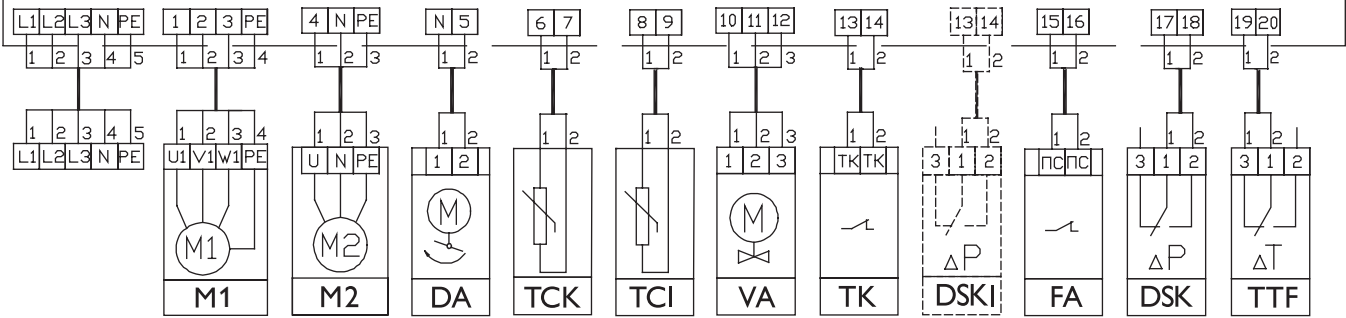 L1 L2 L3 N PE 1 2 3 PE 4 N PE N 5 6 7 8 9 10 11 12 13 14 13 14 15 16 17 18 19 20
1 2 3 4 5 1 2 3 4 1 2 3 1 2 1 2 1 2 1 2 3 1 2 1 2 1 2 1 2 1 2
1 2 3 4 5 1 2 3 4 1 2 3 1 2 1 2 1 2 1 2 3 1 2 1 2 1 2 1 2 1 2
L1 L2 L3 N PE U1 V1 W1 PE U N PE 1 2 1 2 3 TK TK 3 1 2 ПС ПС 3 1 2 3 1 2
M1 M2 M M ΔP ΔP ΔT
M1 M2 DA TCK TCI VA TK DSKI FA DSK TTF